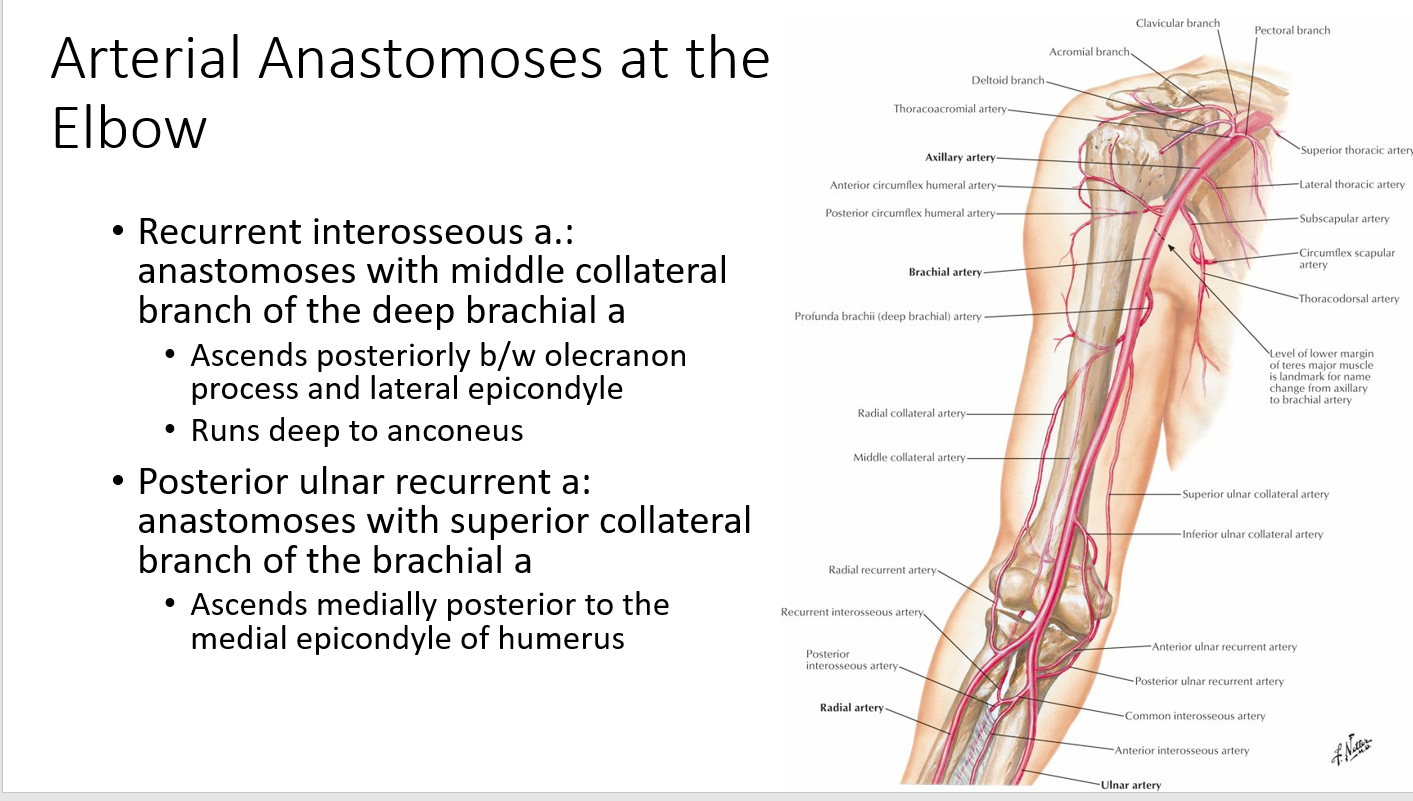 Arterial Anastomoses at the
Elbow
• Recurrent interosseous a.:
anastomoses with middle collateral
branch of the deep brachial a
• Ascends posteriorly b/w olecranon
process and lateral epicondyle
• Runs deep to anconeus
• Posterior ulnar recurrent a:
anastomoses with superior collateral
branch of the brachial a
• Ascends medially posterior to the
medial epicondyle of humerus
Clavicular branch
Pectoral branch
Acromial branch
Deltoid branch
Thoracoacromial artery
Axillary artery
Anterior circumflex humeral artery
Posterior circumflex humeral artery
Brachial artery
Profunda brachii (deep brachial) artery
Radial collateral artery
Middle collateral artery
Radial recurrent artery
Recurrent interosseous artery
Posterior
interosseous artery
Radial artery
Superior thoracic artery
Lateral thoracic artery
Subscapular artery
Circumflex scapular
artery
Thoracodorsal artery
Level of lower margin
of teres major muscle
is landmark for name
change from axillary
to brachial artery
Superior ulnar collateral artery
Inferior ulnar collateral artery
Anterior ulnar recurrent artery
Posterior ulnar recurrent artery
Common interosseous artery
Anterior interosseous artery
Ulnar artery
F. Netter
M.D.